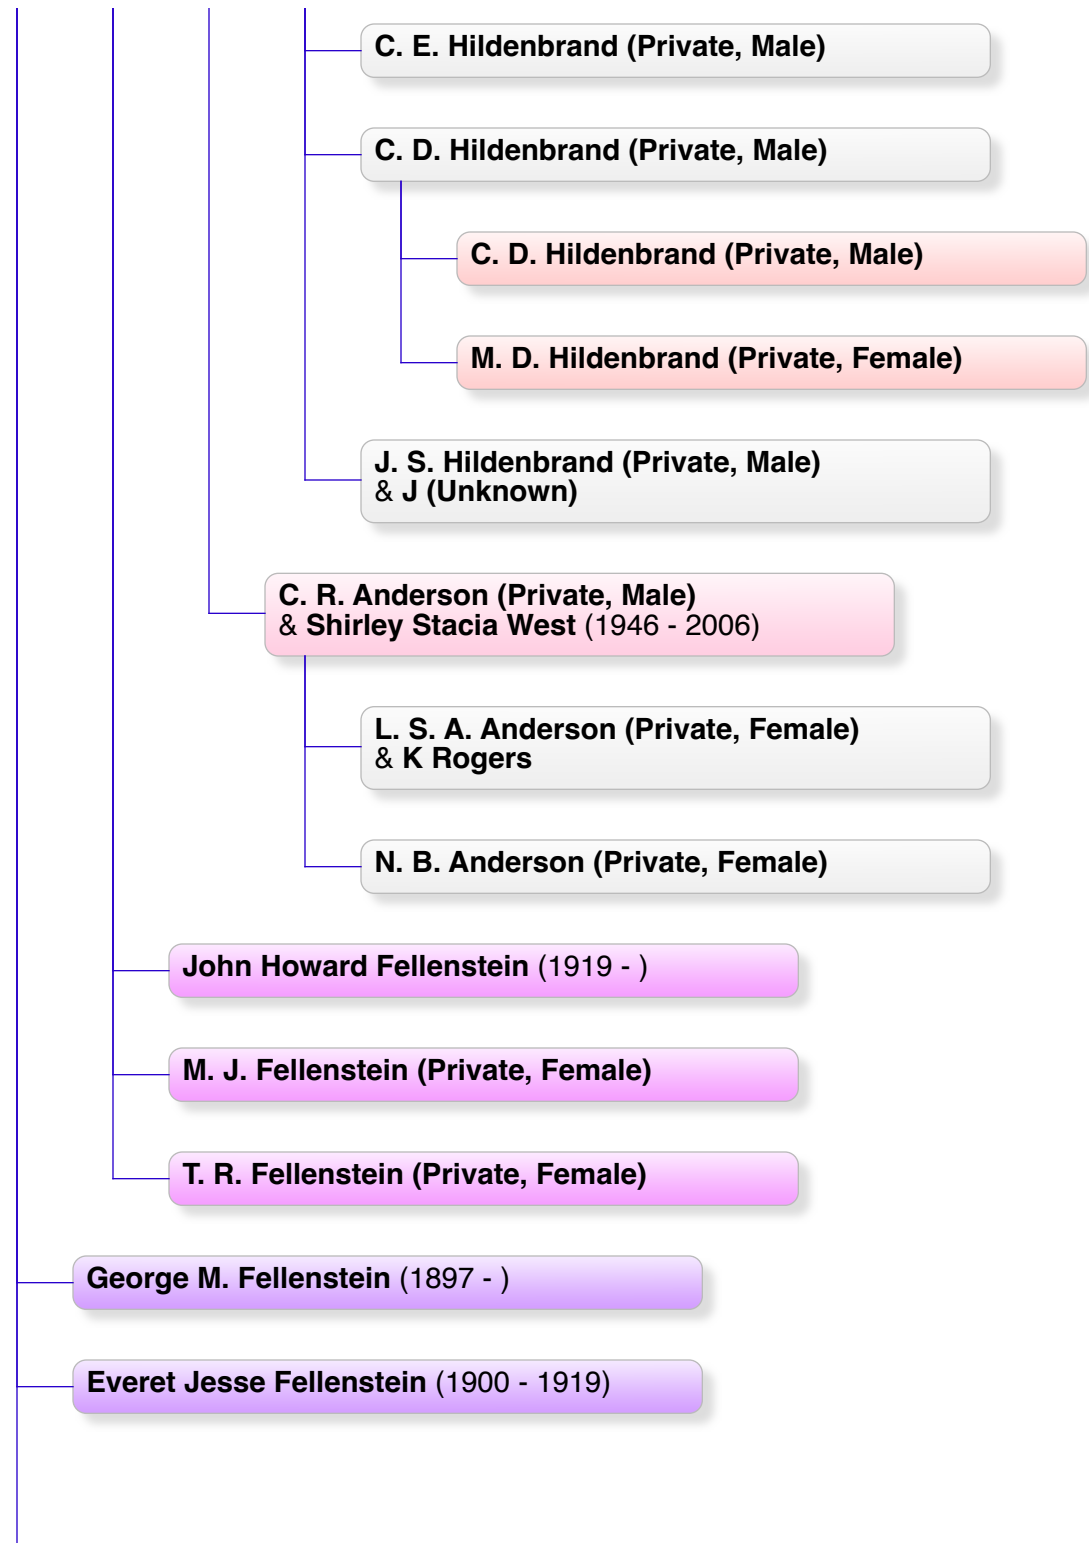 C. E. Hildenbrand (Private, Male)
C. D. Hildenbrand (Private, Male)
C. D. Hildenbrand (Private, Male)
M. D. Hildenbrand (Private, Female)
J. S. Hildenbrand (Private, Male)
& J (Unknown)
C. R. Anderson (Private, Male)
& Shirley Stacia West (1946 - 2006)
L. S. A. Anderson (Private, Female)
& K Rogers
N. B. Anderson (Private, Female)
John Howard Fellenstein (1919 - )
M. J. Fellenstein (Private, Female)
T. R. Fellenstein (Private, Female)
George M. Fellenstein (1897 - )
Everet Jesse Fellenstein (1900 - 1919)